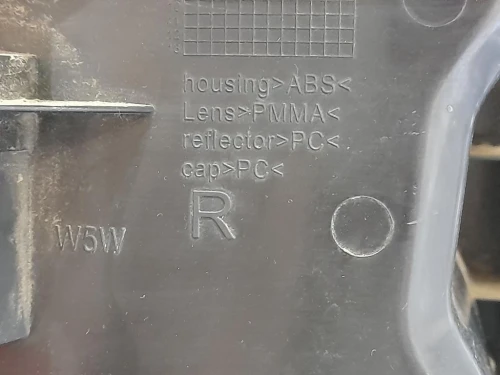 housing>ABS<
Lens>PMMA<
reflector>PC<
cap>PC<
R
W5W